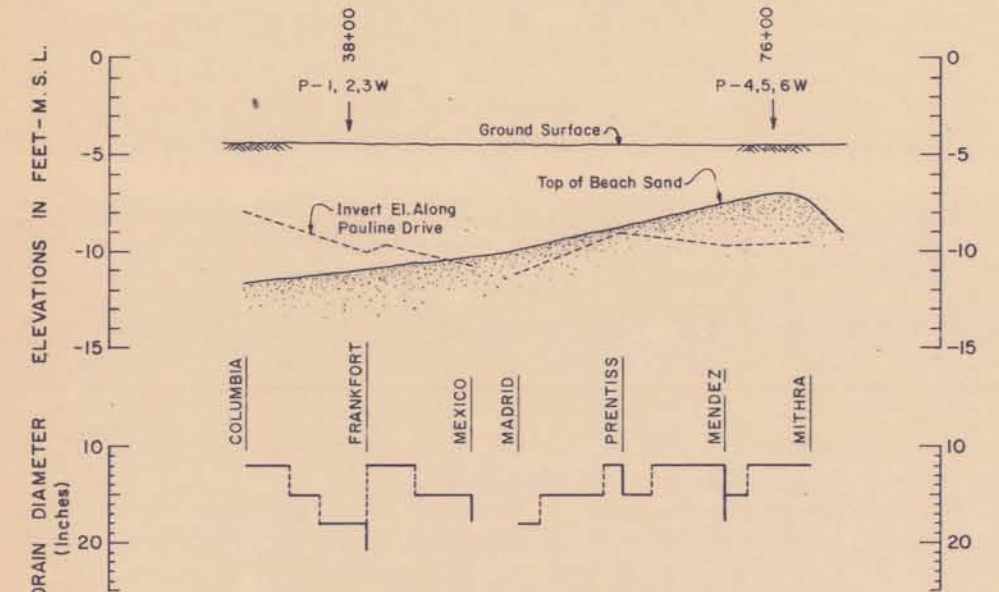 ELEVATIONS IN FEET-M.S.L.
0
-5
-10
-15
38+00
P-1, 2,3W
76+00
P-4,5,6W
0
-5
-10
-15
Ground Surface
Top of Beach Sand
Invert El. Along
Pauline Drive
COLUMBIA
FRANKFORT
MEXICO
MADRID
PRENTISS
MENDEZ
MITHRA
DRAIN DIAMETER
(Inches)
10
20
10
20